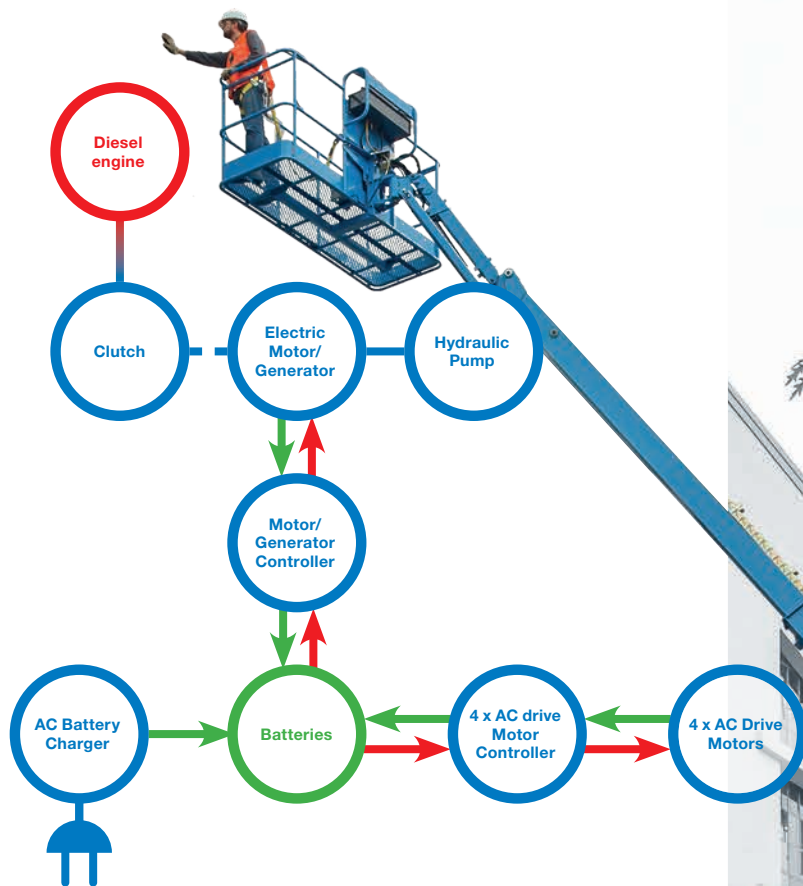 Diesel
engine
Clutch
Electric
Motor/
Generator
Hydraulic
Pump
Motor/
Generator
Controller
AC Battery
Charger
Batteries
4 x AC drive
Motor
Controller
4 x AC Drive
Motors